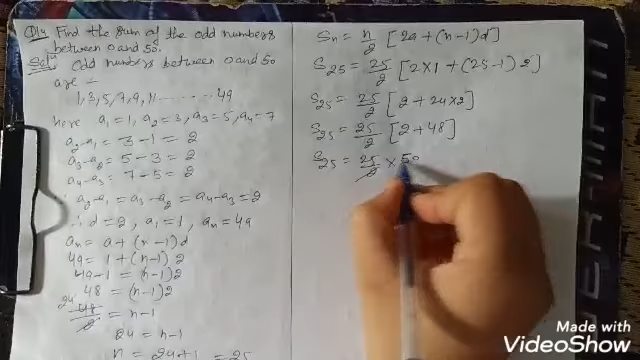 Q14 Find the sum of the odd numbers
between 0 and 50.
Solⁿ Odd numbers between 0 and 50
are -
1, 3, 5, 7, 9, 11 ........ 49
here a₁ = 1, a₂ = 3, a₃ = 5, a₄ = 7
a₂-a₁ = 3-1 = 2
a₃-a₂ = 5-3 = 2
a₄-a₃ = 7-5 = 2
∴ a₂-a₁ = a₃-a₂ = a₄-a₃ = 2
∴ d=2, a₁=1, aₙ=49
aₙ = a+(n-1)d
49 = 1+(n-1)2
49-1 = (n-1)2
48 = (n-1)2
24
48/2 = n-1
24 = n-1
n = 24+1 = 25
Sₙ = n/2 [2a+(n-1)d]
S₂₅ = 25/2 [2×1+(25-1)2]
S₂₅ = 25/2 [2+24×2]
S₂₅ = 25/2 [2+48]
S₂₅ = 25/2 × 50
Made with
VideoShow